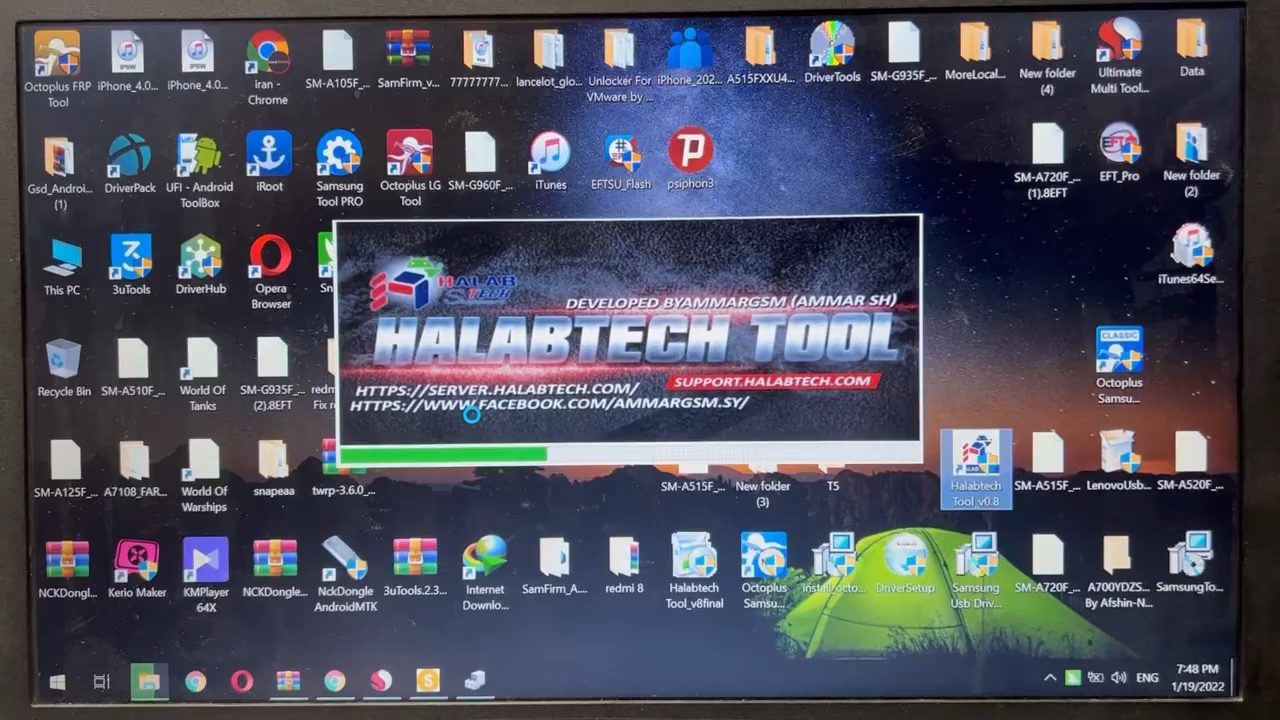 Octoplus FRP
Tool
iPhone_4.0...
iPhone_4.0...
iran -
Chrome
SM-A105F_...
SamFirm_v...
77777777...
lancelot_glo...
Unlocker For
VMware by ...
iPhone_202...
A515FXXU4...
DriverTools
SM-G935F_...
MoreLocal...
New folder
(4)
Ultimate
Multi Tool...
Data
Gsd_Androi...
(1)
DriverPack
UFI - Android
ToolBox
iRoot
Samsung
Tool PRO
Octoplus LG
Tool
SM-G960F_...
iTunes
EFTSU_Flash
psiphon3
SM-A720F_...
(1).8EFT
EFT_Pro
New folder
(2)
This PC
3uTools
DriverHub
Opera
Browser
Sn
iTunes64Se...
HALAB
TECH
DEVELOPED BYAMMARGSM (AMMAR SH)
HALABTECH TOOL
SUPPORT.HALABTECH.COM
HTTPS://SERVER.HALABTECH.COM/
HTTPS://WWW.FACEBOOK.COM/AMMARGSM.SY/
Recycle Bin
SM-A510F_...
World Of
Tanks
SM-G935F_...
(2).8EFT
redm
Fix r
CLASSIC
Octoplus
Samsu...
SM-A125F_...
A7108_FAR...
World Of
Warships
snapeaa
twrp-3.6.0_...
SM-A515F_...
New folder
(3)
T5
Halabtech
Tool_v0.8
SM-A515F_...
LenovoUsb...
SM-A520F_...
NCKDongl...
Kerio Maker
KMPlayer
64X
NCKDongle...
NckDongle
AndroidMTK
3uTools.2.3...
Internet
Downlo...
SamFirm_A...
redmi 8
Halabtech
Tool_v8final
Octoplus
Samsu...
install-octo...
DriverSetup
Samsung
Usb Driv...
SM-A720F_...
A700YDZS...
By Afshin-N...
SamsungTo...
ENG
7:48 PM
1/19/2022